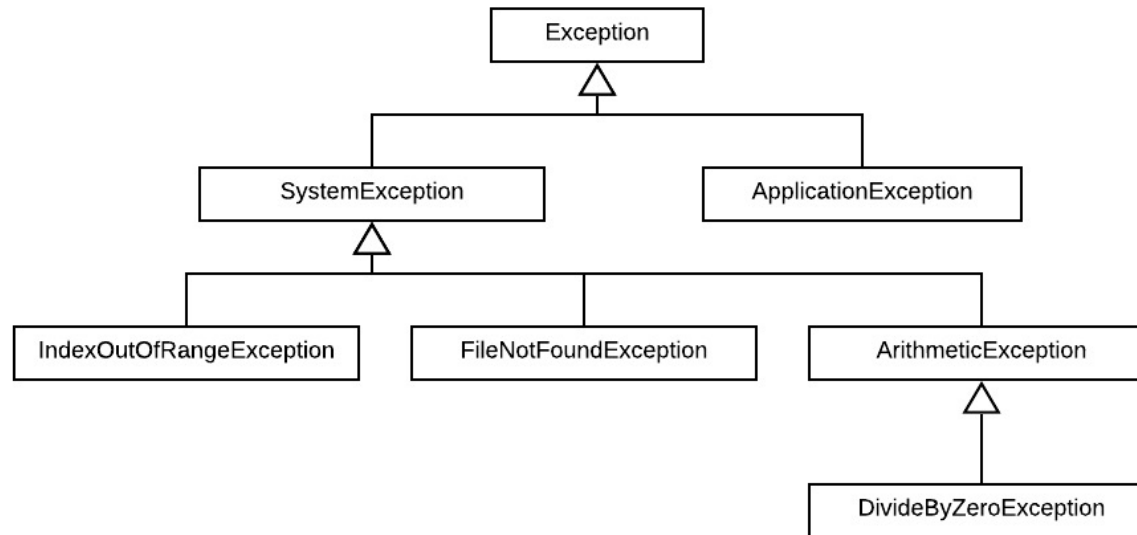 Exception
SystemException
ApplicationException
IndexOutOfRangeException
FileNotFoundException
ArithmeticException
DivideByZeroException